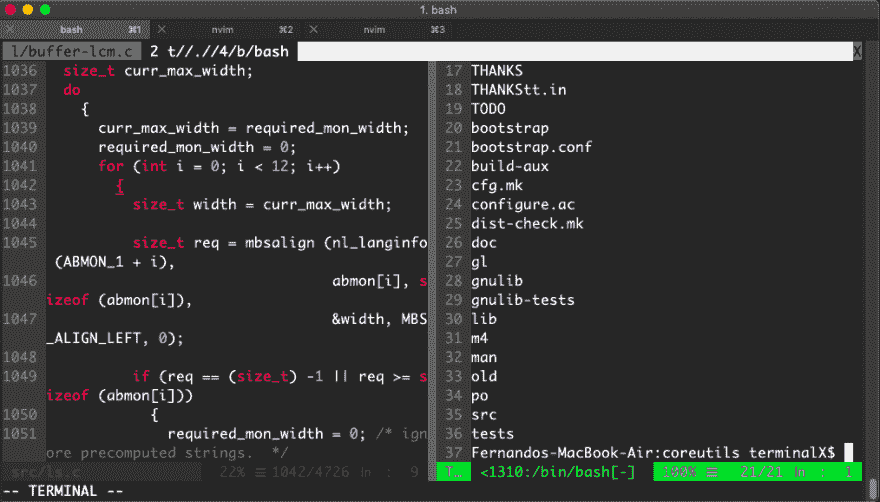 1. bash
bash ⌘1 nvim ⌘2 nvim ⌘3
l/buffer-lcm.c 2 t//.//4/b/bash X
1036 size_t curr_max_width;
1037 do
1038 {
1039 curr_max_width = required_mon_width;
1040 required_mon_width = 0;
1041 for (int i = 0; i < 12; i++)
1042 {
1043 size_t width = curr_max_width;
1044
1045 size_t req = mbsalign (nl_langinfo
(ABMON_1 + i),
1046 abmon[i], s
izeof (abmon[i]),
1047 &width, MBS
_ALIGN_LEFT, 0);
1048
1049 if (req == (size_t) -1 || req >= s
izeof (abmon[i]))
1050 {
1051 required_mon_width = 0; /* ign
ore precomputed strings. */
src/ls.c 22% ☰ 1042/4726 ln : 9
17 THANKS
18 THANKStt.in
19 TODO
20 bootstrap
21 bootstrap.conf
22 build-aux
23 cfg.mk
24 configure.ac
25 dist-check.mk
26 doc
27 gl
28 gnulib
29 gnulib-tests
30 lib
31 m4
32 man
33 old
34 po
35 src
36 tests
37 Fernandos-MacBook-Air:coreutils terminalX$
T… <1310:/bin/bash[-] 100% ☰ 21/21 ln : 1
-- TERMINAL --